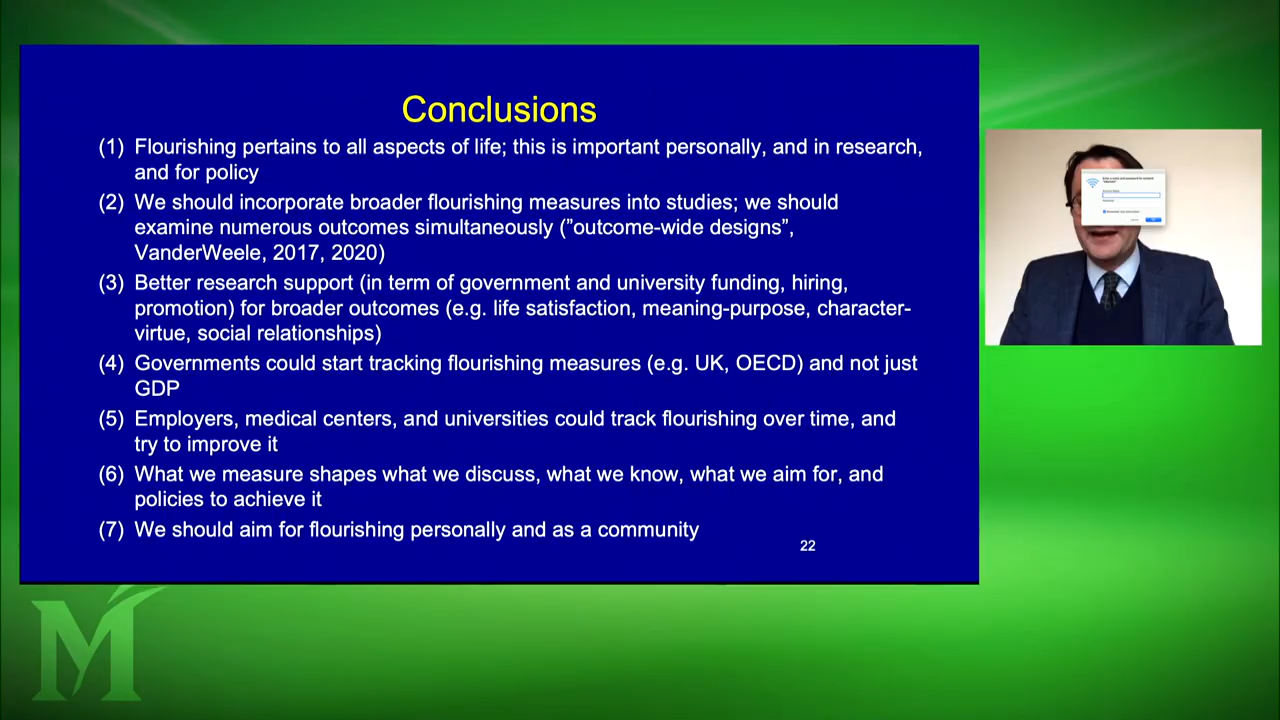 Conclusions
(1) Flourishing pertains to all aspects of life; this is important personally, and in research,
and for policy
(2) We should incorporate broader flourishing measures into studies; we should
examine numerous outcomes simultaneously ("outcome-wide designs",
VanderWeele, 2017, 2020)
(3) Better research support (in term of government and university funding, hiring,
promotion) for broader outcomes (e.g. life satisfaction, meaning-purpose, character-
virtue, social relationships)
(4) Governments could start tracking flourishing measures (e.g. UK, OECD) and not just
GDP
(5) Employers, medical centers, and universities could track flourishing over time, and
try to improve it
(6) What we measure shapes what we discuss, what we know, what we aim for, and
policies to achieve it
(7) We should aim for flourishing personally and as a community
22
M